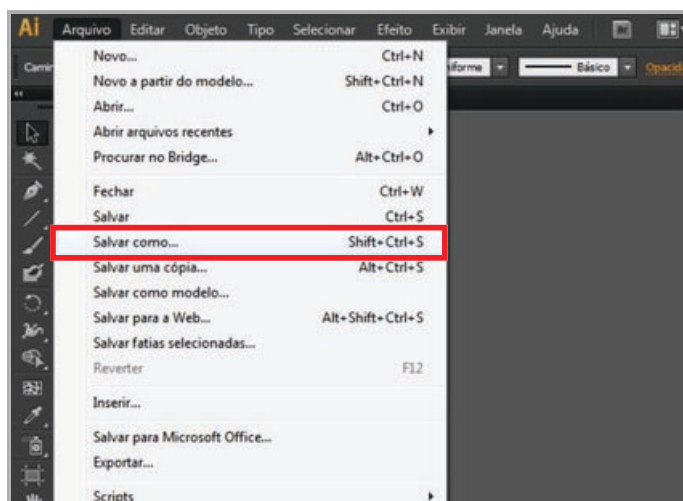 Ai Arquivo Editar Objeto Tipo Selecionar Efeito Exibir Janela Ajuda
Novo... Ctrl+N
Novo a partir do modelo... Shift+Ctrl+N
Abrir... Ctrl+O
Abrir arquivos recentes
Procurar no Bridge... Alt+Ctrl+O
Fechar Ctrl+W
Salvar Ctrl+S
Salvar como... Shift+Ctrl+S
Salvar uma cópia... Alt+Ctrl+S
Salvar como modelo...
Salvar para a Web... Alt+Shift+Ctrl+S
Salvar fatias selecionadas...
Reverter F12
Inserir...
Salvar para Microsoft Office...
Exportar...
Scripts
Camin
iforme Básico Opacid